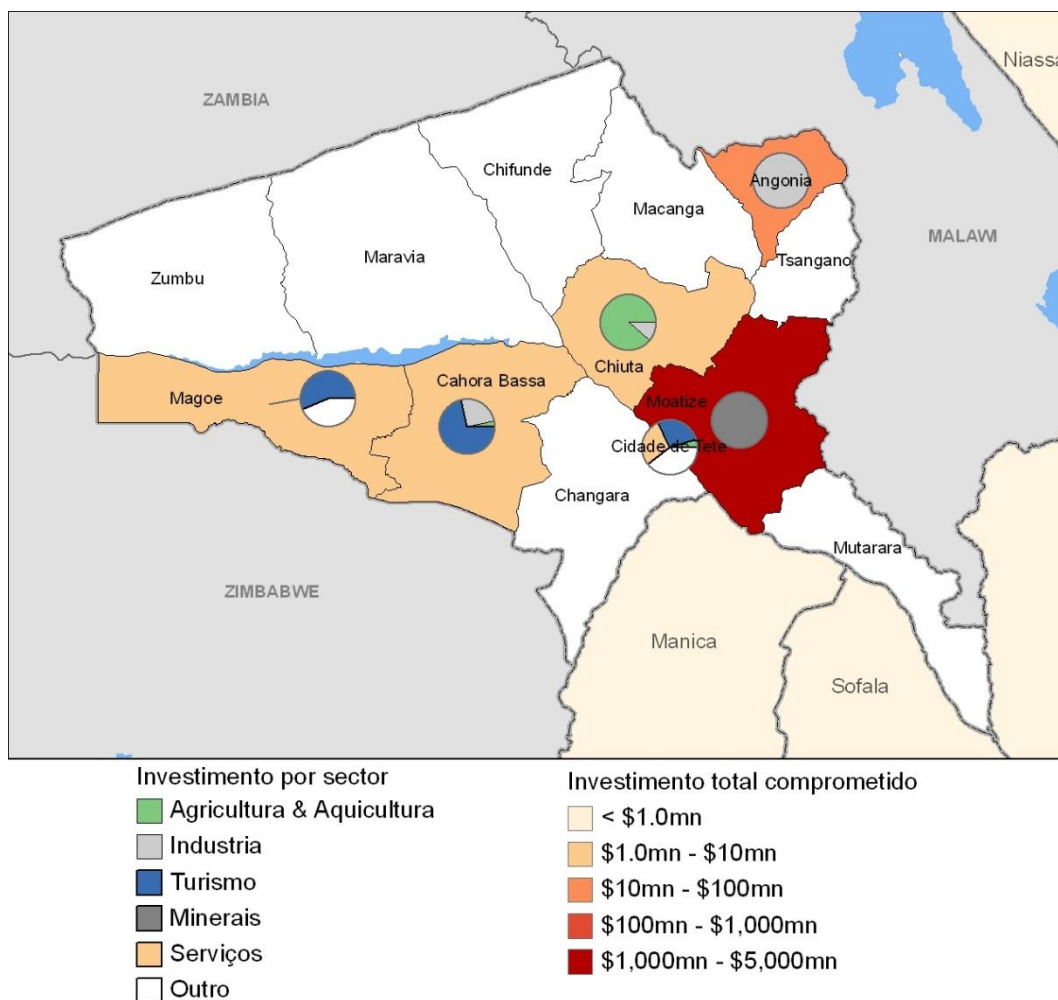 Niassa
ZAMBIA
Chifunde
Angonia
Macanga
MALAWI
Tsangano
Maravia
Zumbu
Chiuta
Cahora Bassa
Magoe
Moatize
Cidade de Tete
Changara
Mutarara
ZIMBABWE
Manica
Sofala
Investimento por sector
Agricultura & Aquicultura
Industria
Turismo
Minerais
Serviços
Outro
Investimento total comprometido
< $1.0mn
$1.0mn - $10mn
$10mn - $100mn
$100mn - $1,000mn
$1,000mn - $5,000mn